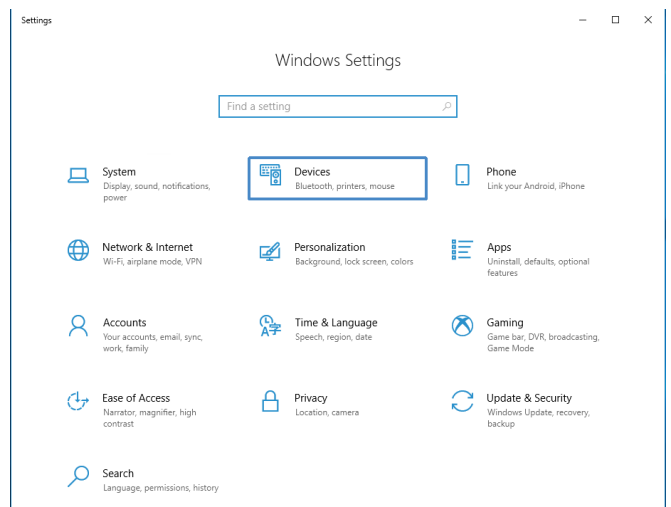 Settings
Windows Settings
Find a setting
System
Display, sound, notifications,
power
Devices
Bluetooth, printers, mouse
Phone
Link your Android, iPhone
Network & Internet
Wi-Fi, airplane mode, VPN
Personalization
Background, lock screen, colors
Apps
Uninstall, defaults, optional
features
Accounts
Your accounts, email, sync,
work, family
Time & Language
Speech, region, date
Gaming
Game bar, DVR, broadcasting,
Game Mode
Ease of Access
Narrator, magnifier, high
contrast
Privacy
Location, camera
Update & Security
Windows Update, recovery,
backup
Search
Language, permissions, history